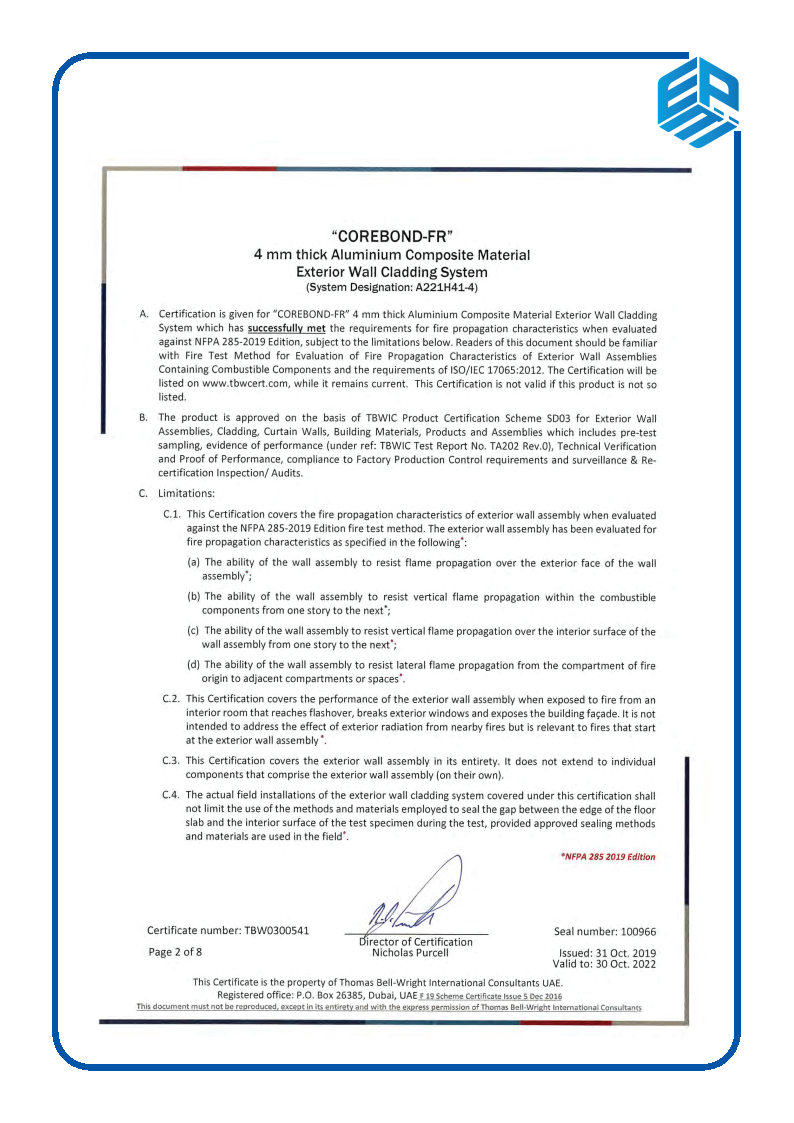 EPM
"COREBOND-FR"
4 mm thick Aluminium Composite Material
Exterior Wall Cladding System
(System Designation: A221H41-4)
A. Certification is given for "COREBOND-FR" 4 mm thick Aluminium Composite Material Exterior Wall Cladding
System which has successfully met the requirements for fire propagation characteristics when evaluated
against NFPA 285-2019 Edition, subject to the limitations below. Readers of this document should be familiar
with Fire Test Method for Evaluation of Fire Propagation Characteristics of Exterior Wall Assemblies
Containing Combustible Components and the requirements of ISO/IEC 17065:2012. The Certification will be
listed on www.tbwcert.com, while it remains current. This Certification is not valid if this product is not so
listed.
B. The product is approved on the basis of TBWIC Product Certification Scheme SD03 for Exterior Wall
Assemblies, Cladding, Curtain Walls, Building Materials, Products and Assemblies which includes pre-test
sampling, evidence of performance (under ref: TBWIC Test Report No. TA202 Rev.0), Technical Verification
and Proof of Performance, compliance to Factory Production Control requirements and surveillance & Re-
certification Inspection/ Audits.
C. Limitations:
C.1. This Certification covers the fire propagation characteristics of exterior wall assembly when evaluated
against the NFPA 285-2019 Edition fire test method. The exterior wall assembly has been evaluated for
fire propagation characteristics as specified in the following*:
(a) The ability of the wall assembly to resist flame propagation over the exterior face of the wall
assembly*;
(b) The ability of the wall assembly to resist vertical flame propagation within the combustible
components from one story to the next*;
(c) The ability of the wall assembly to resist vertical flame propagation over the interior surface of the
wall assembly from one story to the next*;
(d) The ability of the wall assembly to resist lateral flame propagation from the compartment of fire
origin to adjacent compartments or spaces*.
C.2. This Certification covers the performance of the exterior wall assembly when exposed to fire from an
interior room that reaches flashover, breaks exterior windows and exposes the building façade. It is not
intended to address the effect of exterior radiation from nearby fires but is relevant to fires that start
at the exterior wall assembly *.
C.3. This Certification covers the exterior wall assembly in its entirety. It does not extend to individual
components that comprise the exterior wall assembly (on their own).
C.4. The actual field installations of the exterior wall cladding system covered under this certification shall
not limit the use of the methods and materials employed to seal the gap between the edge of the floor
slab and the interior surface of the test specimen during the test, provided approved sealing methods
and materials are used in the field*.
*NFPA 285 2019 Edition
Certificate number: TBW0300541
Seal number: 100966
Director of Certification
Page 2 of 8
Nicholas Purcell
Issued: 31 Oct. 2019
Valid to: 30 Oct. 2022
This Certificate is the property of Thomas Bell-Wright International Consultants UAE.
Registered office: P.O. Box 26385, Dubai, UAE F 19 Scheme Certificate Issue 5 Dec 2016
This document must not be reproduced, except in its entirety and with the express permission of Thomas Bell-Wright International Consultants